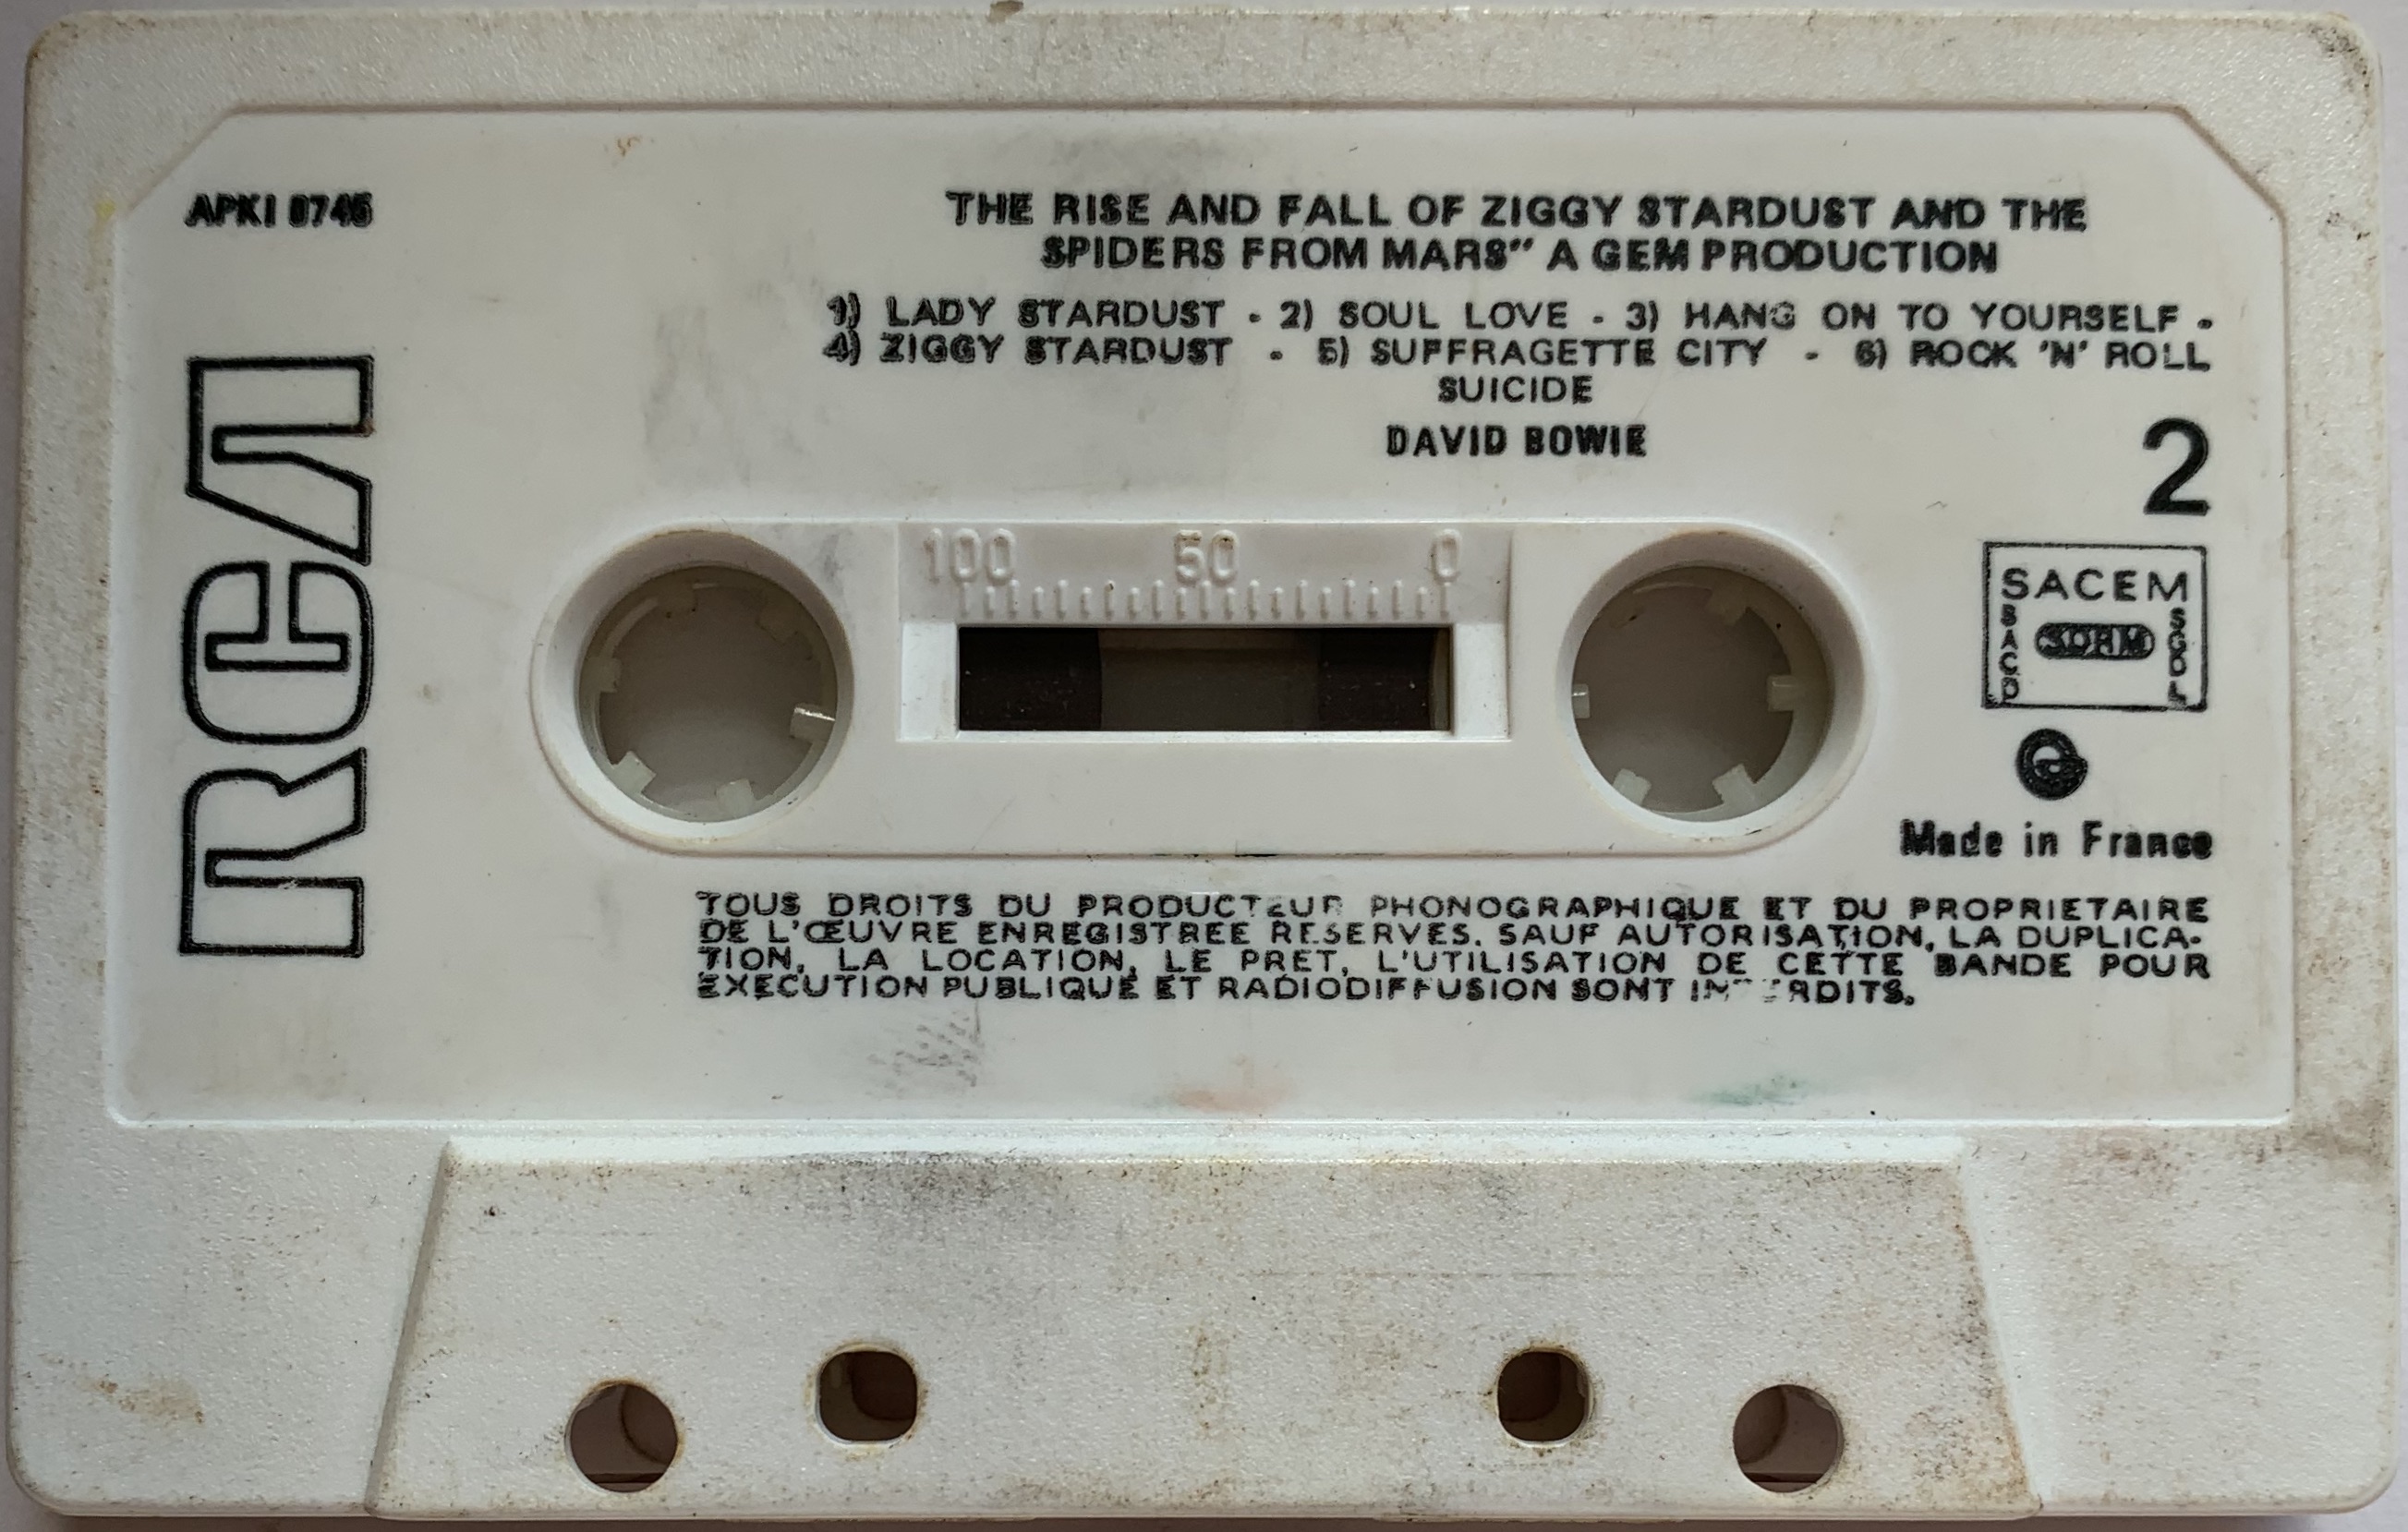 APKI 0745
THE RISE AND FALL OF ZIGGY STARDUST AND THE
SPIDERS FROM MARS" A GEM PRODUCTION
1) LADY STARDUST - 2) SOUL LOVE - 3) HANG ON TO YOURSELF -
4) ZIGGY STARDUST - 5) SUFFRAGETTE CITY - 6) ROCK 'N' ROLL
SUICIDE
DAVID BOWIE
2
RCA
100 50 0
SACEM
SACD
SDRM
SGDL
Made in France
TOUS DROITS DU PRODUCTEUR PHONOGRAPHIQUE ET DU PROPRIETAIRE
DE L'ŒUVRE ENREGISTREE RESERVES. SAUF AUTORISATION, LA DUPLICA-
TION, LA LOCATION, LE PRET, L'UTILISATION DE CETTE BANDE POUR
EXECUTION PUBLIQUE ET RADIODIFFUSION SONT INTERDITS.